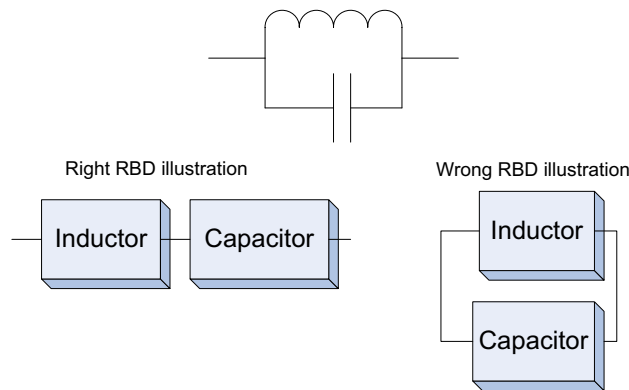 Right RBD illustration
Inductor
Capacitor
Wrong RBD illustration
Inductor
Capacitor